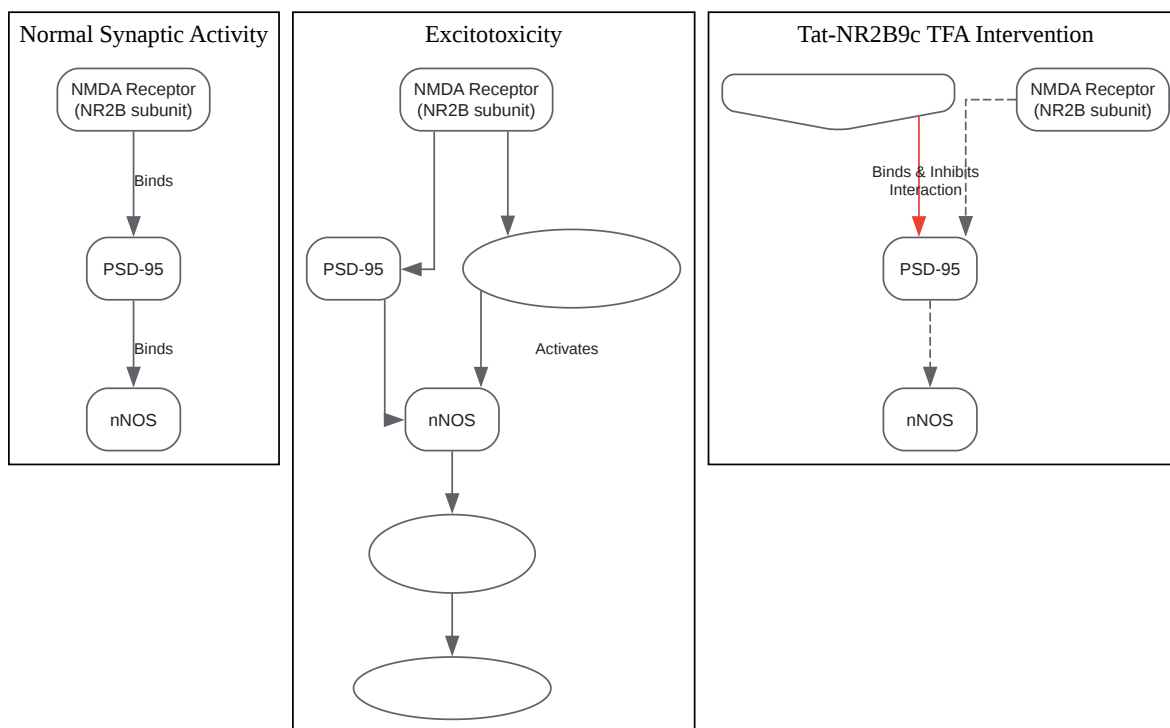 Normal Synaptic Activity
NMDA Receptor
(NR2B subunit)
Binds
PSD-95
Binds
nNOS
Excitotoxicity
NMDA Receptor
(NR2B subunit)
PSD-95
Activates
nNOS
Tat-NR2B9c TFA Intervention
NMDA Receptor
(NR2B subunit)
Binds & Inhibits
Interaction
PSD-95
nNOS